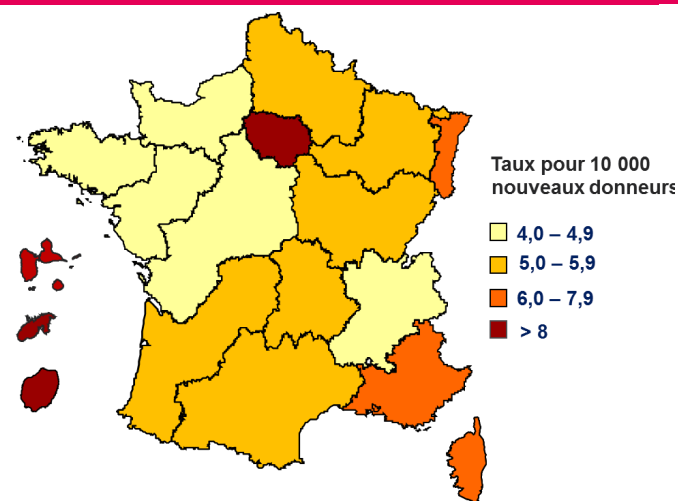 Taux pour 10 000
nouveaux donneurs
4,0 – 4,9
5,0 – 5,9
6,0 – 7,9
> 8